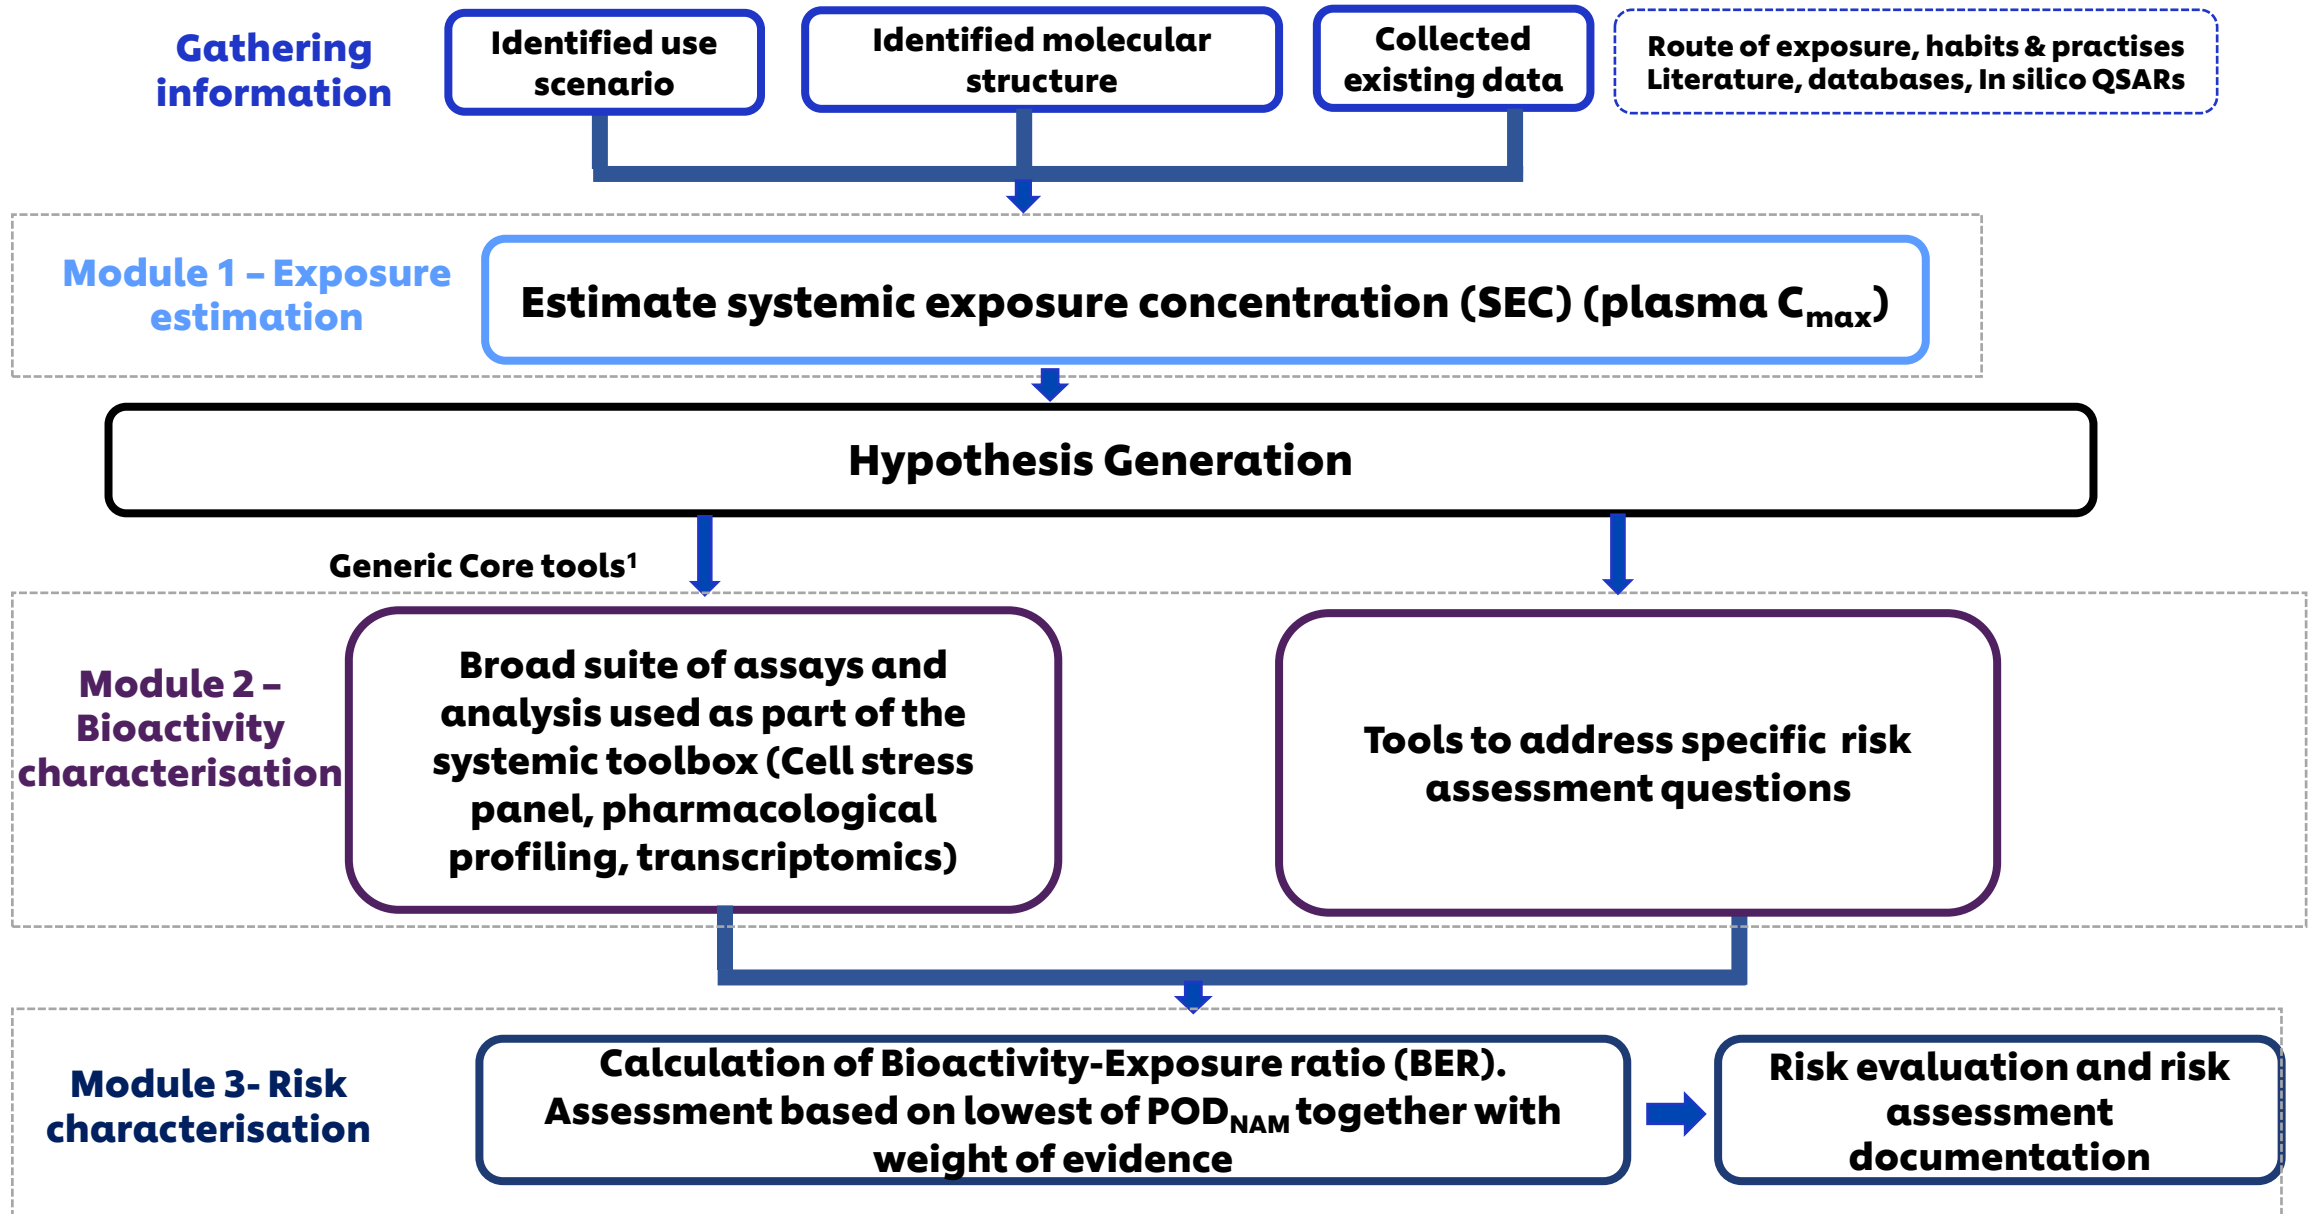 Gathering
information
Identified use
scenario
Identified molecular
structure
Collected
existing data
Route of exposure, habits & practises
Literature, databases, In silico QSARs
Module 1 – Exposure
estimation
Estimate systemic exposure concentration (SEC) (plasma Cmax)
Hypothesis Generation
Generic Core tools¹
Module 2 –
Bioactivity
characterisation
Broad suite of assays and
analysis used as part of the
systemic toolbox (Cell stress
panel, pharmacological
profiling, transcriptomics)
Tools to address specific risk
assessment questions
Module 3- Risk
characterisation
Calculation of Bioactivity-Exposure ratio (BER).
Assessment based on lowest of PODNAM together with
weight of evidence
Risk evaluation and risk
assessment
documentation